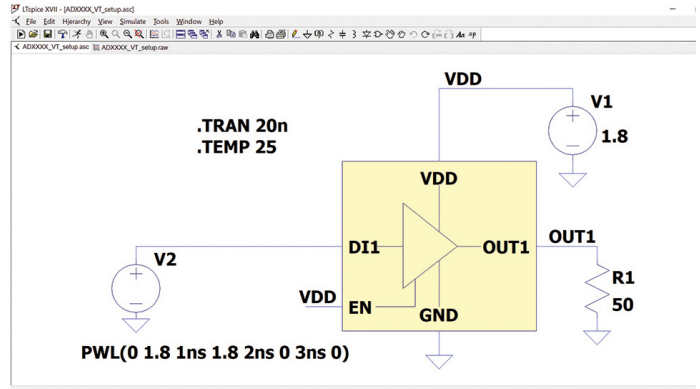 LTspice XVII - [ADXXXX_VT_setup.asc]
File Edit Hierarchy View Simulate Tools Window Help
ADXXXX_VT_setup.asc ADXXXX_VT_setup.raw
VDD
V1
.TRAN 20n
.TEMP 25
1.8
VDD
V2
DI1
OUT1
OUT1
VDD
EN
GND
R1
50
PWL(0 1.8 1ns 1.8 2ns 0 3ns 0)